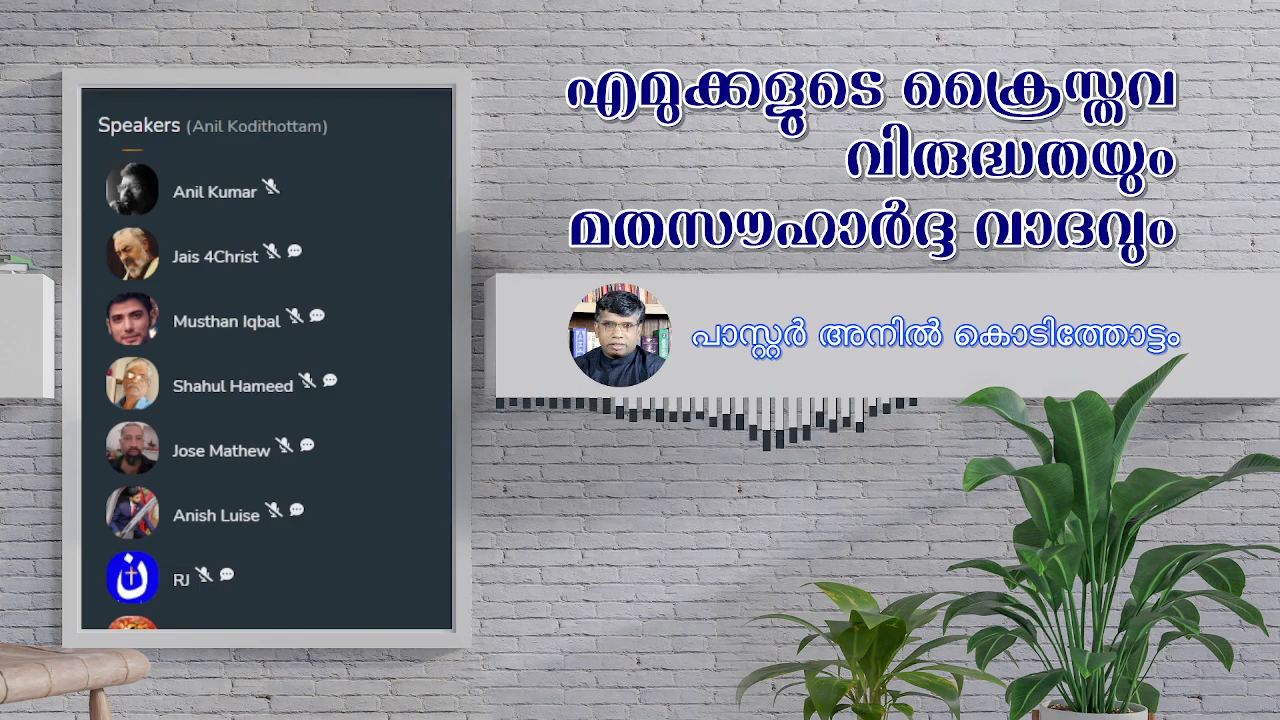 Speakers (Anil Kodithottam)
Anil Kumar
Jais 4Christ
Musthan Iqbal
Shahul Hameed
Jose Mathew
Anish Luise
RJ
എമുക്കളുടെ ക്രൈസ്തവ
വിരുദ്ധതയും
മതസൗഹാർദ്ദ വാദവും
പാസ്റ്റർ അനിൽ കൊടിത്തോട്ടം